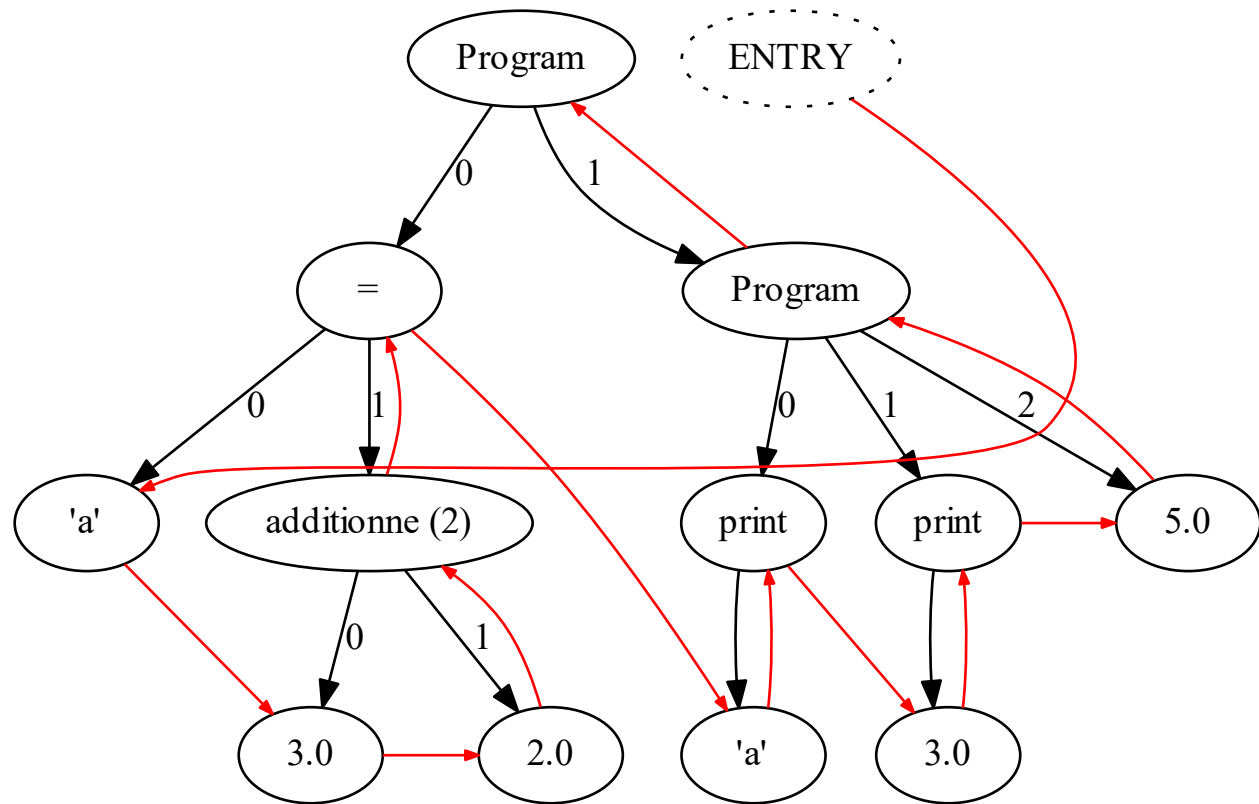 Program
ENTRY
0
1
=
Program
0
1
0
1
2
'a'
additionne (2)
print
print
5.0
0
1
3.0
2.0
'a'
3.0